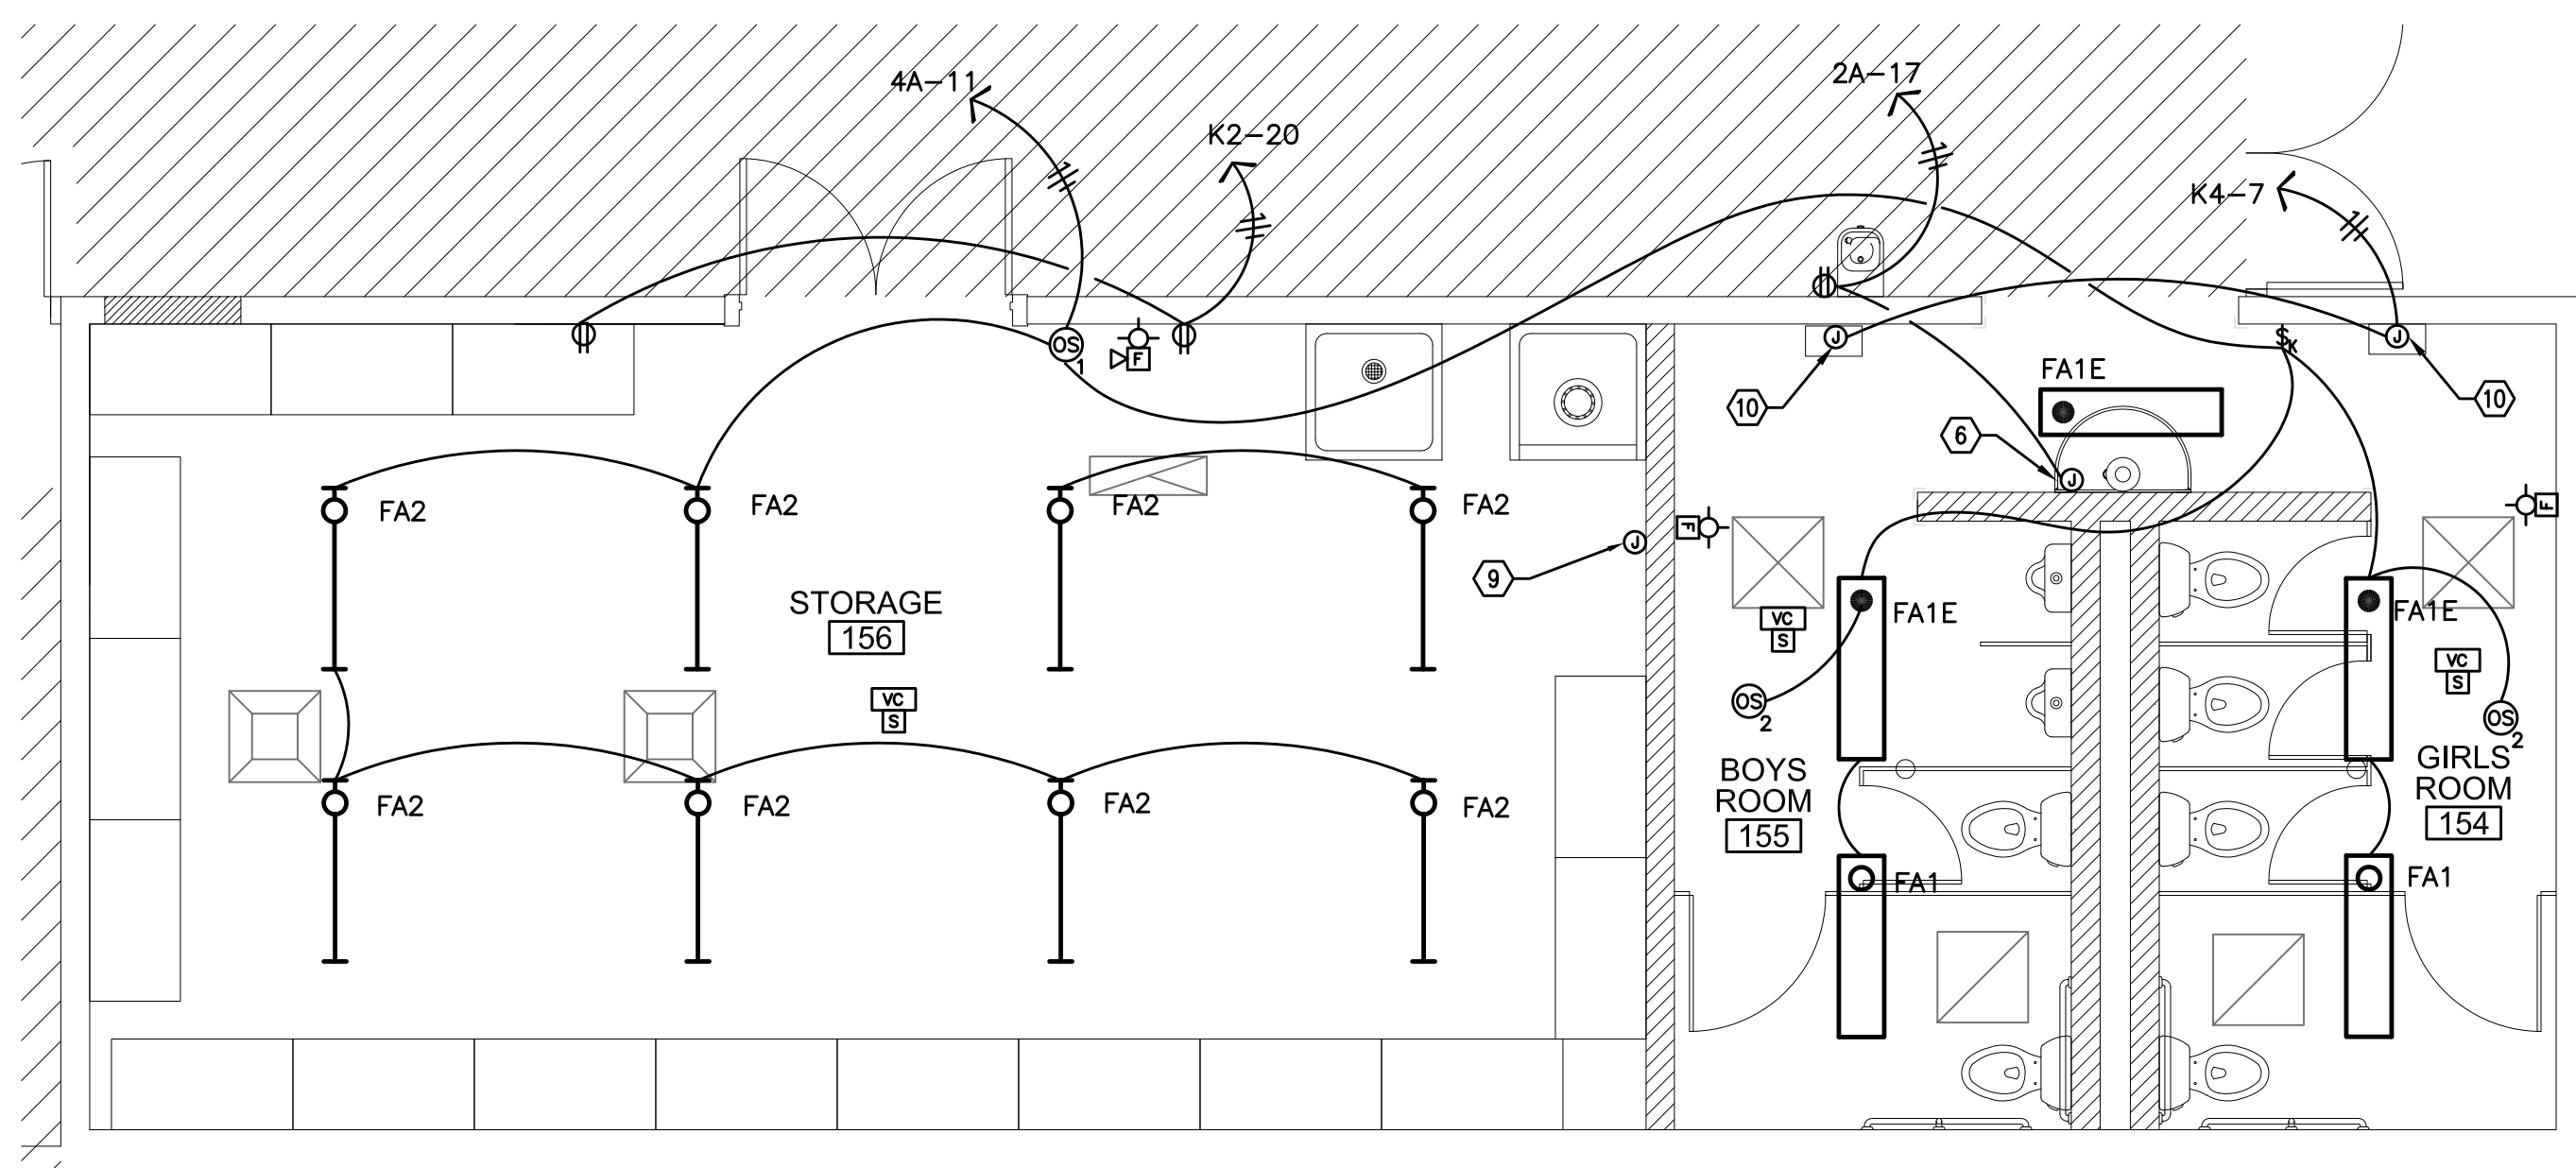 4A-11
2A-17
K2-20
K4-7
OS
1
F
J
$K
J
FA1E
10
10
6
J
FA2
FA2
FA2
FA2
J
9
F
F
STORAGE
156
FA1E
FA1E
VC
S
VC
S
VC
S
OS
2
OS
2
BOYS
ROOM
155
GIRLS
ROOM
154
FA2
FA2
FA2
FA2
FA1
FA1